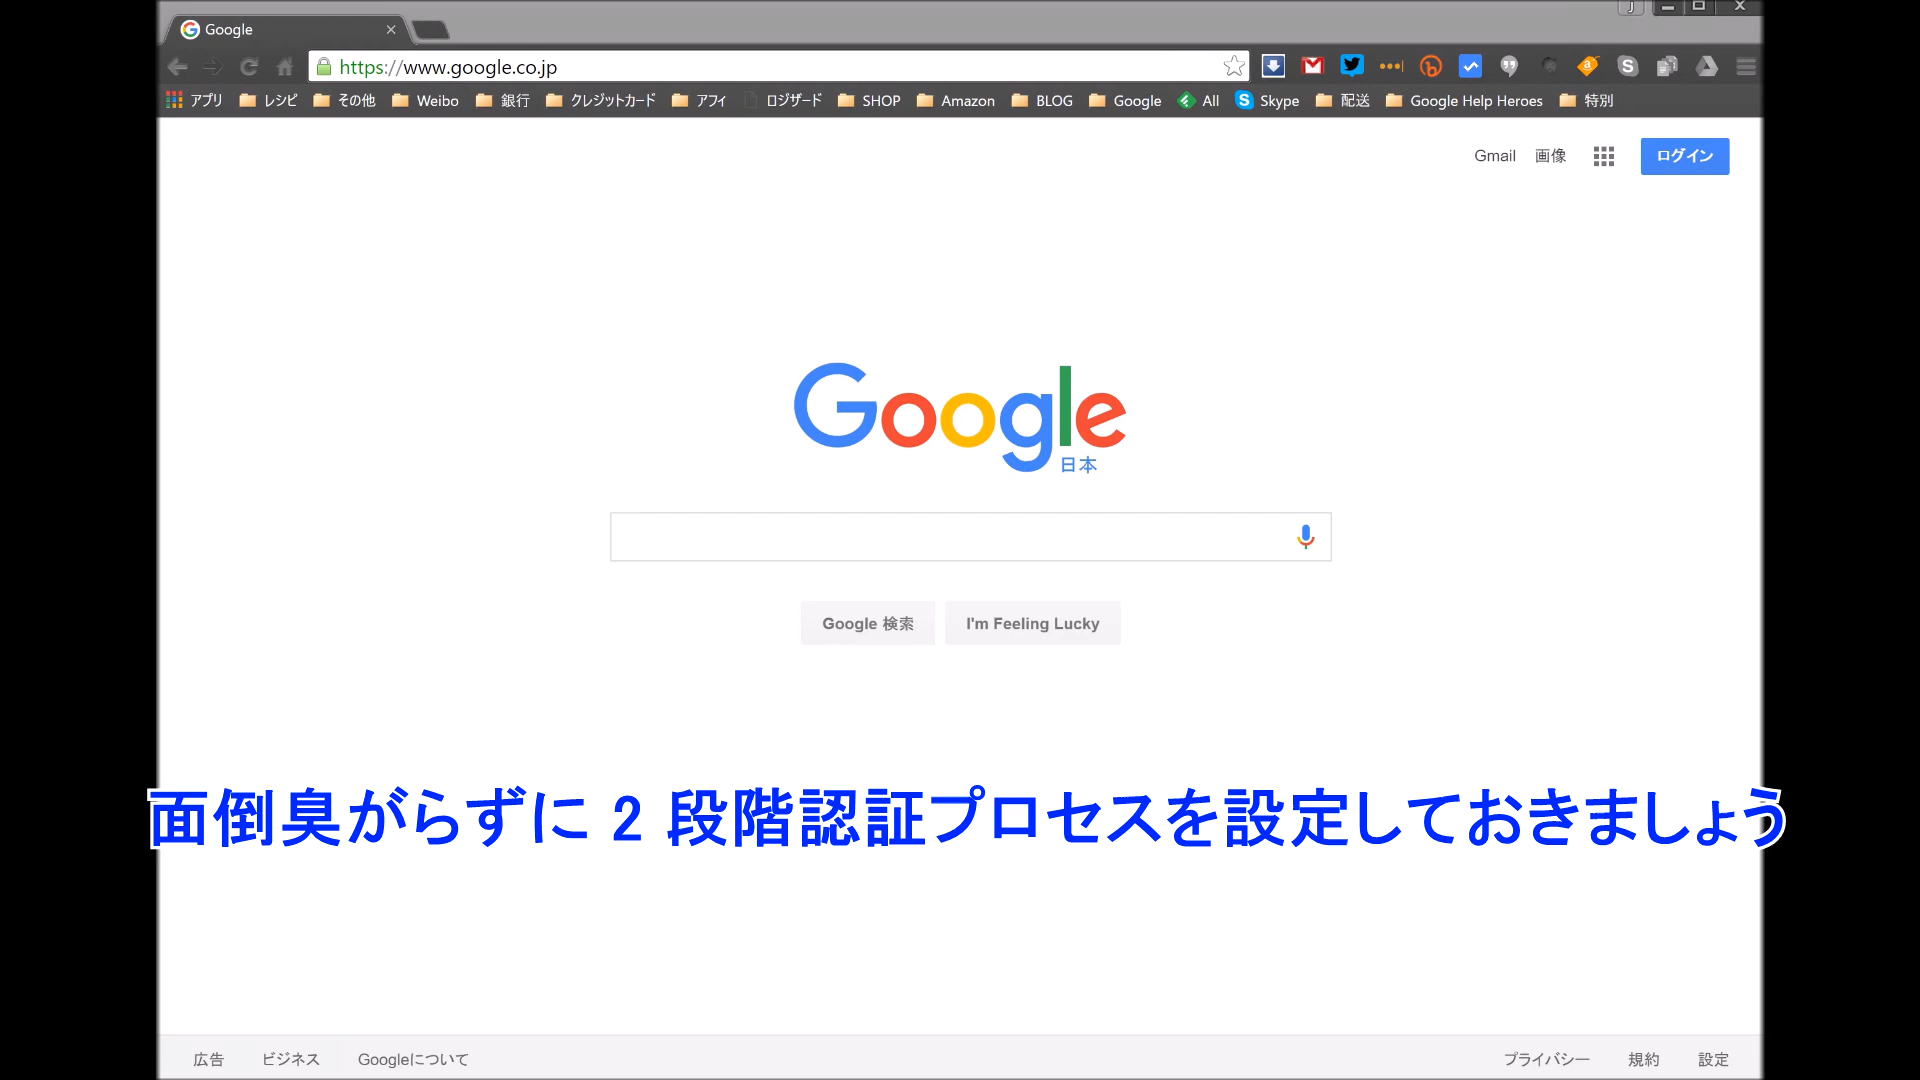 Google
https://www.google.co.jp
アプリ レシピ その他 Weibo 銀行 クレジットカード アフィ ロジザード SHOP Amazon BLOG Google All Skype 配送 Google Help Heroes 特別
Gmail 画像 ログイン
Google
日本
Google 検索 I'm Feeling Lucky
面倒臭がらずに 2 段階認証プロセスを設定しておきましょう
広告 ビジネス Googleについて プライバシー 規約 設定